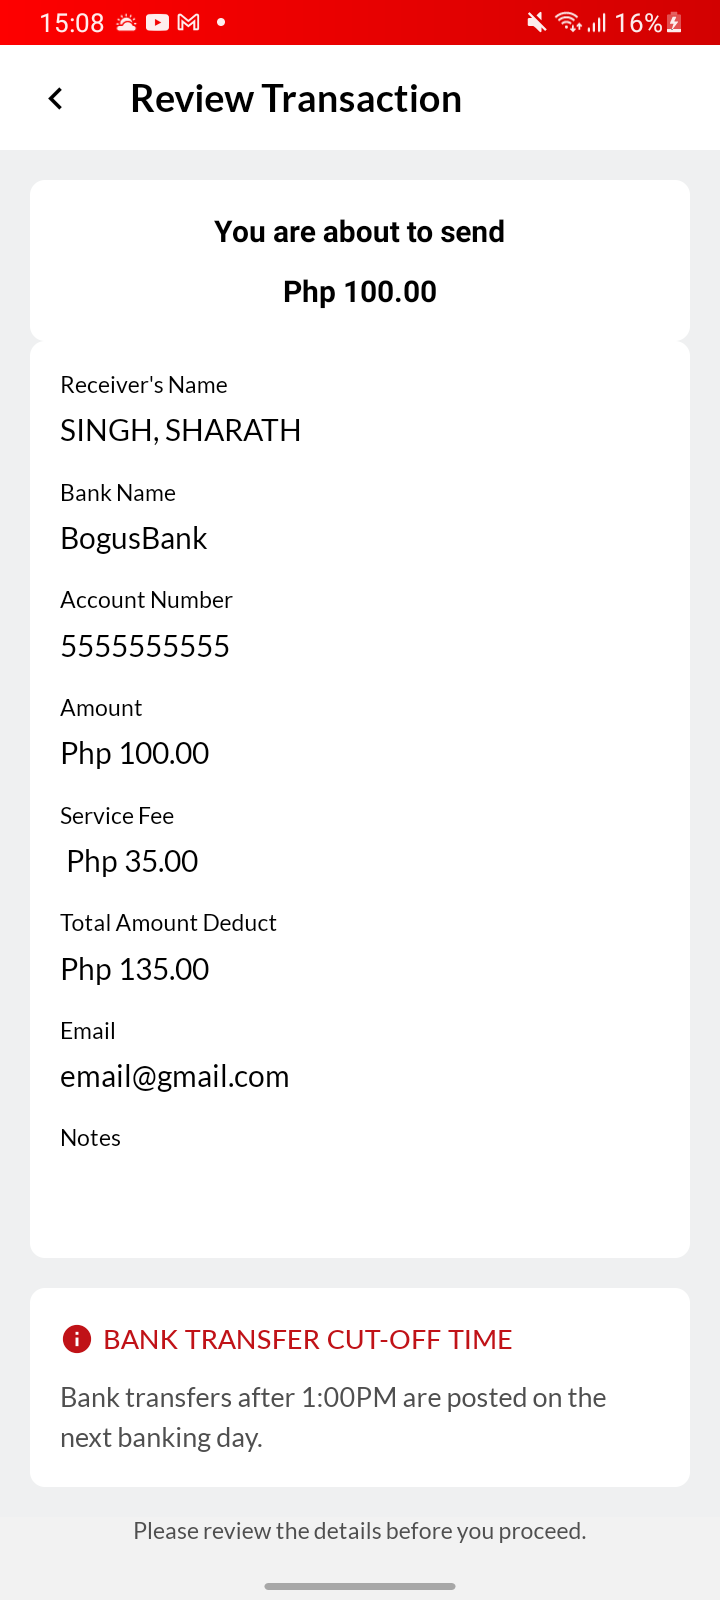 15:08
16%
Review Transaction
You are about to send
Php 100.00
Receiver's Name
SINGH, SHARATH
Bank Name
BogusBank
Account Number
5555555555
Amount
Php 100.00
Service Fee
Php 35.00
Total Amount Deduct
Php 135.00
Email
email@gmail.com
Notes
BANK TRANSFER CUT-OFF TIME
Bank transfers after 1:00PM are posted on the
next banking day.
Please review the details before you proceed.